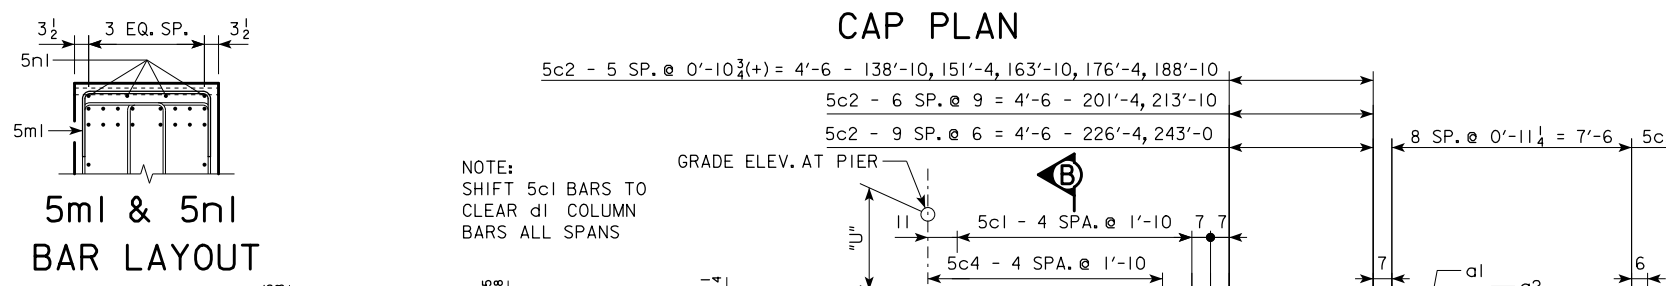 CAP PLAN
3½ 3 EQ. SP. 3½
5n1
5m1
5m1 & 5n1
BAR LAYOUT
5c2 - 5 SP. @ 0'-10¾(+) = 4'-6 - 138'-10, 151'-4, 163'-10, 176'-4, 188'-10
5c2 - 6 SP. @ 9 = 4'-6 - 201'-4, 213'-10
5c2 - 9 SP. @ 6 = 4'-6 - 226'-4, 243'-0
8 SP. @ 0'-11¼ = 7'-6 5c
NOTE:
SHIFT 5c1 BARS TO
CLEAR d1 COLUMN
BARS ALL SPANS
GRADE ELEV. AT PIER
B
"U"
11 5c1 - 4 SPA. @ 1'-10 7 7
5c4 - 4 SPA. @ 1'-10
7
a1
6